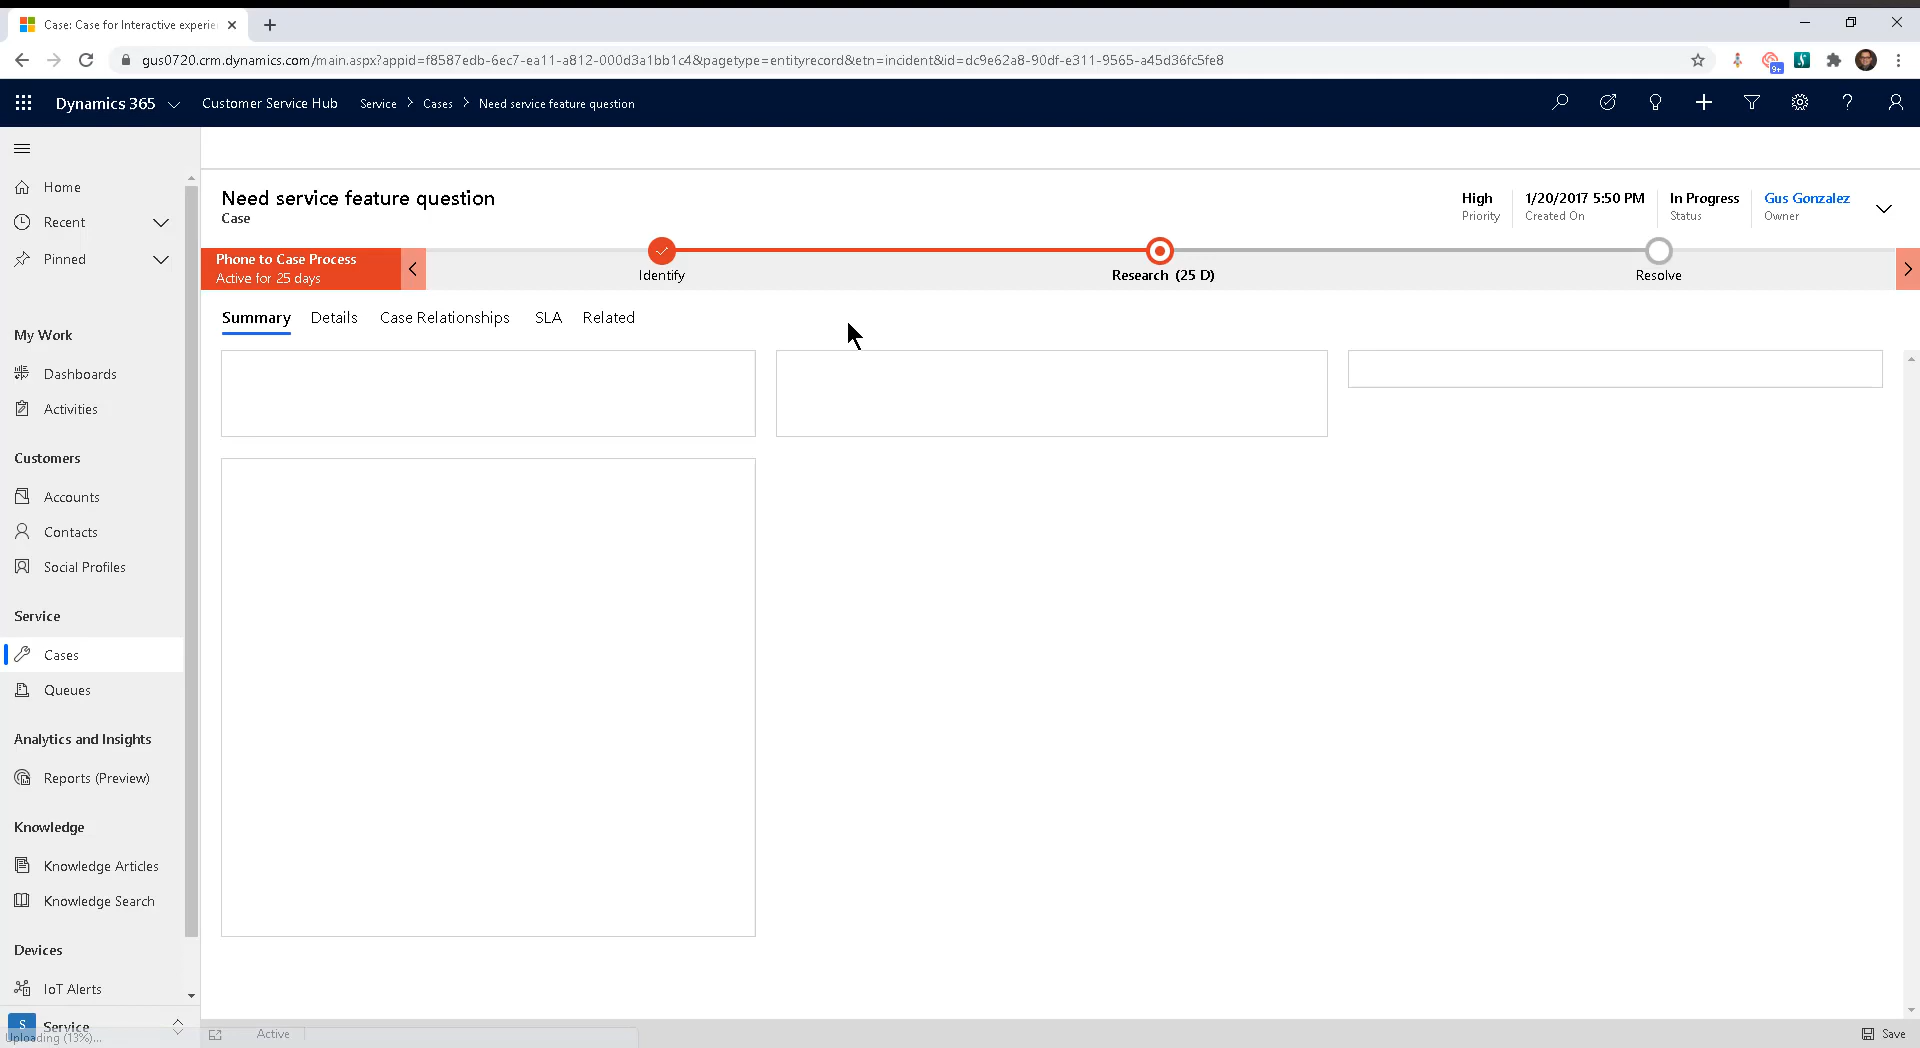 Case: Case for Interactive experie
gus0720.crm.dynamics.com/main.aspx?appid=f8587edb-6ec7-ea11-a812-000d3a1bb1c4&pagetype=entityrecord&etn=incident&id=dc9e62a8-90df-e311-9565-a45d36fc5fe8
9+
Dynamics 365
Customer Service Hub
Service > Cases > Need service feature question
Home
Recent
Pinned
My Work
Dashboards
Activities
Customers
Accounts
Contacts
Social Profiles
Service
Cases
Queues
Analytics and Insights
Reports (Preview)
Knowledge
Knowledge Articles
Knowledge Search
Devices
IoT Alerts
S
Service
Uploading (13%)...
Need service feature question
Case
High
Priority
1/20/2017 5:50 PM
Created On
In Progress
Status
Gus Gonzalez
Owner
Phone to Case Process
Active for 25 days
Identify
Research (25 D)
Resolve
Summary
Details
Case Relationships
SLA
Related
Active
Save